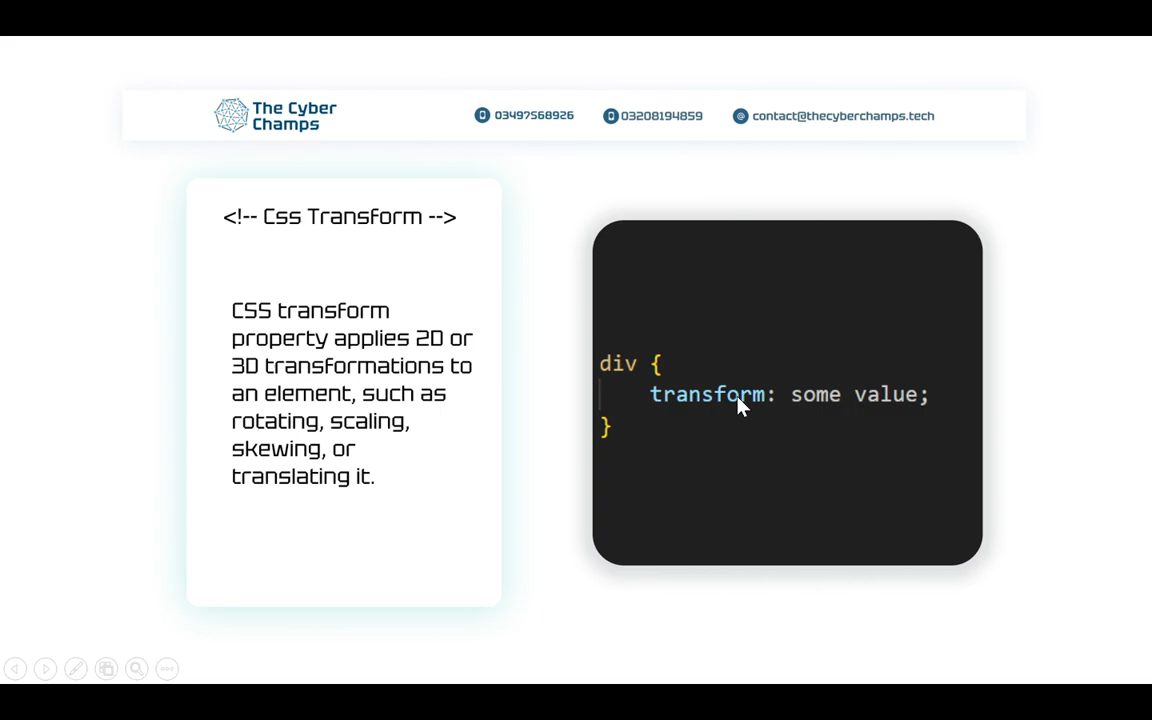 The Cyber
Champs
03497568926
03208194859
contact@thecyberchamps.tech
<!-- Css Transform -->
CSS transform
property applies 2D or
3D transformations to
an element, such as
rotating, scaling,
skewing, or
translating it.
div {
transform: some value;
}